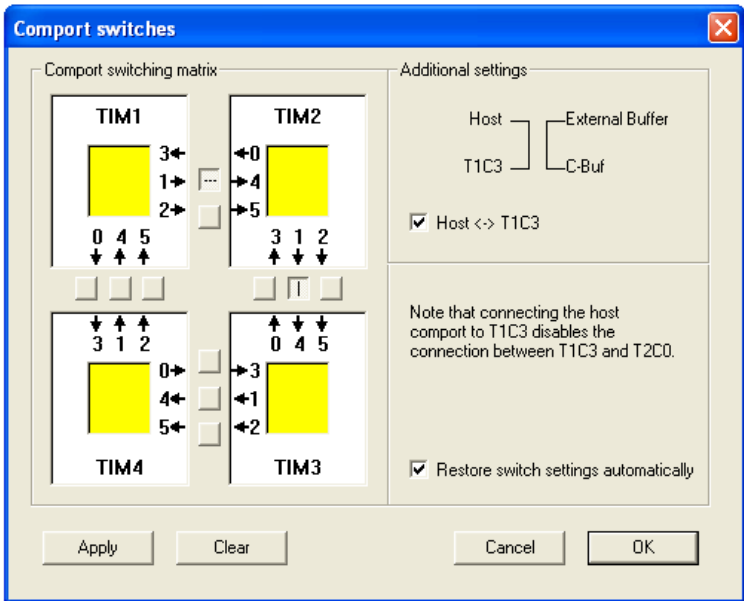 Comport switches
Comport switching matrix
TIM1
3
1
2
0 4 5
TIM2
0
4
5
3 1 2
---
|
3 1 2
0
4
5
TIM4
0 4 5
3
1
2
TIM3
Additional settings
Host
External Buffer
T1C3
C-Buf
Host <-> T1C3
Note that connecting the host
comport to T1C3 disables the
connection between T1C3 and T2C0.
Restore switch settings automatically
Apply
Clear
Cancel
OK